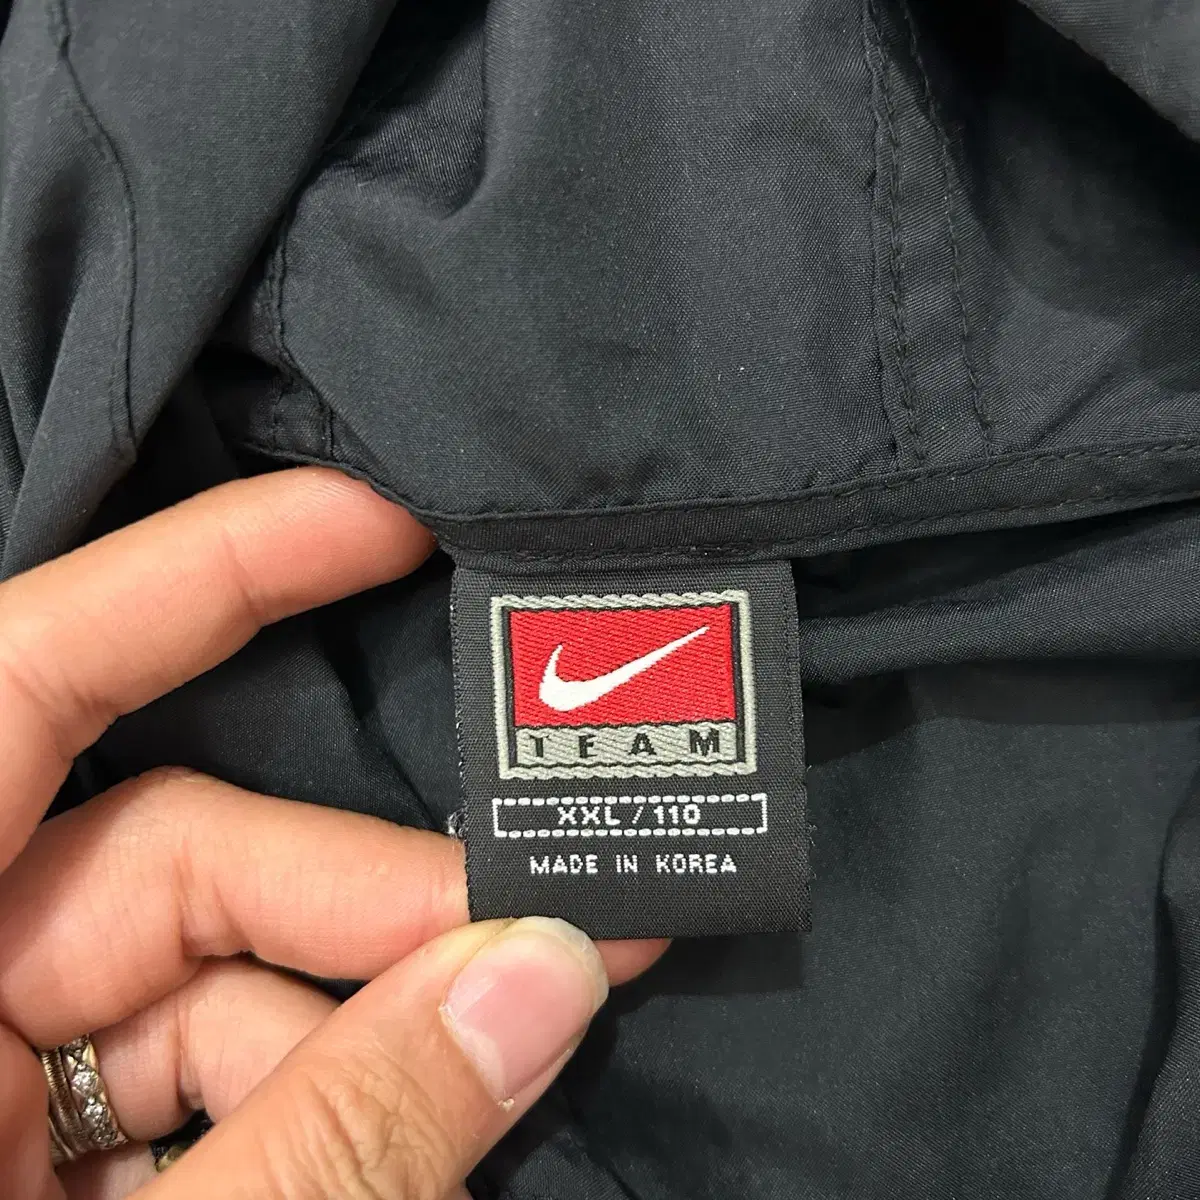 TEAM
XXL / 110
MADE IN KOREA